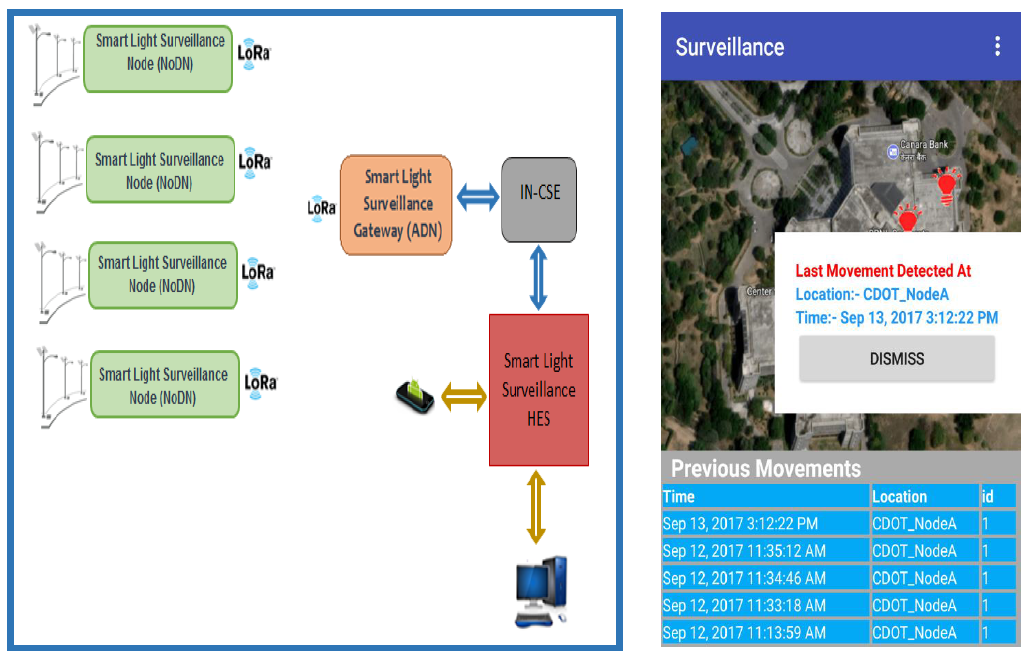 Smart Light Surveillance
Node (NoDN)
LoRa
Smart Light Surveillance
Node (NoDN)
LoRa
Smart Light Surveillance
Node (NoDN)
LoRa
Smart Light Surveillance
Node (NoDN)
LoRa
LoRa
Smart Light
Surveillance
Gateway (ADN)
IN-CSE
Smart Light
Surveillance
HES
Surveillance
Canara Bank
केनरा बैंक
Center
Last Movement Detected At
Location:- CDOT_NodeA
Time:- Sep 13, 2017 3:12:22 PM
DISMISS
Previous Movements
Time Location id
Sep 13, 2017 3:12:22 PM CDOT_NodeA 1
Sep 12, 2017 11:35:12 AM CDOT_NodeA 1
Sep 12, 2017 11:34:46 AM CDOT_NodeA 1
Sep 12, 2017 11:33:18 AM CDOT_NodeA 1
Sep 12, 2017 11:13:59 AM CDOT_NodeA 1